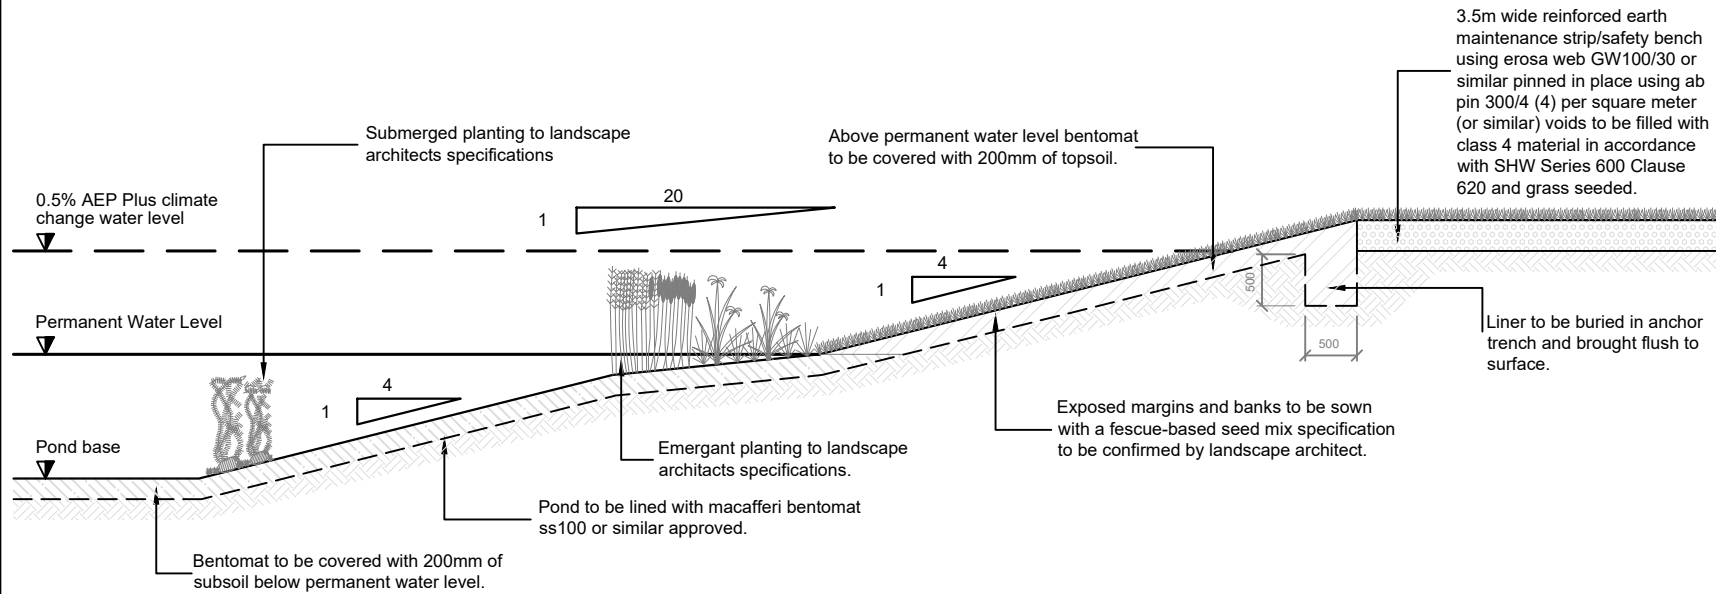 3.5m wide reinforced earth
maintenance strip/safety bench
using erosa web GW100/30 or
similar pinned in place using ab
pin 300/4 (4) per square meter
(or similar) voids to be filled with
class 4 material in accordance
with SHW Series 600 Clause
620 and grass seeded.
Submerged planting to landscape
architects specifications
Above permanent water level bentomat
to be covered with 200mm of topsoil.
0.5% AEP Plus climate
change water level
20
1
4
1
500
500
Permanent Water Level
Liner to be buried in anchor
trench and brought flush to
surface.
4
1
Exposed margins and banks to be sown
with a fescue-based seed mix specification
to be confirmed by landscape architect.
Pond base
Emergant planting to landscape
architacts specifications.
Pond to be lined with macafferi bentomat
ss100 or similar approved.
Bentomat to be covered with 200mm of
subsoil below permanent water level.